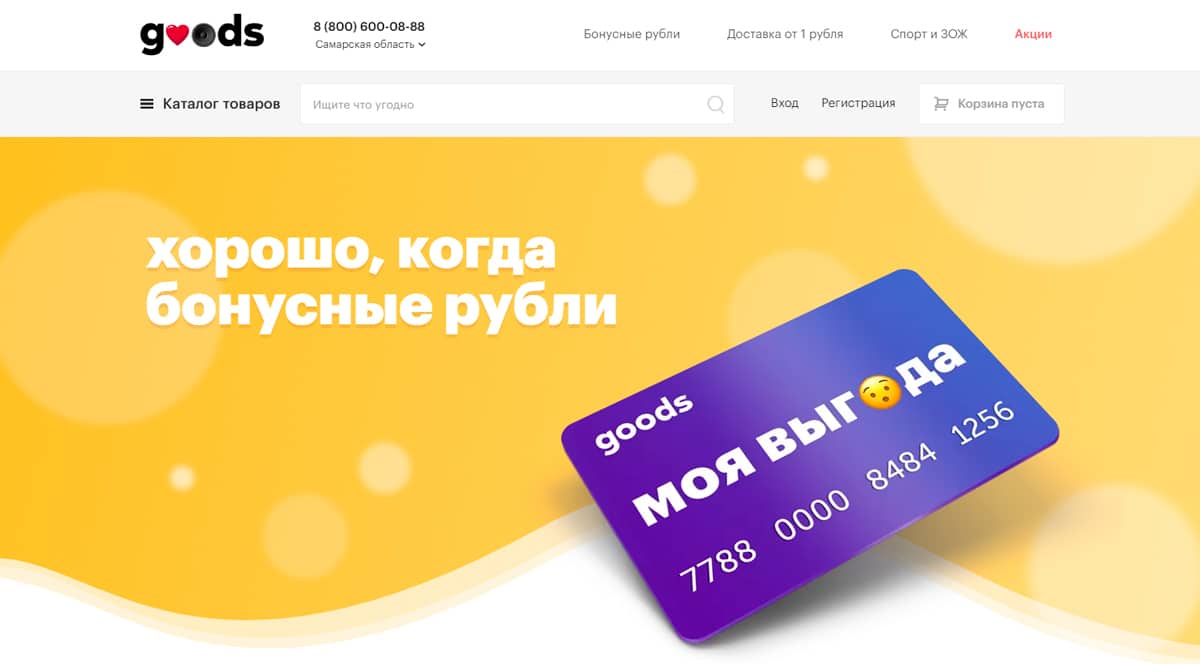 goods
8 (800) 600-08-88
Самарская область
Бонусные рубли
Доставка от 1 рубля
Спорт и ЗОЖ
Акции
Каталог товаров
Ищите что угодно
Вход
Регистрация
Корзина пуста
хорошо, когда
бонусные рубли
goods
моя выгода
7788 0000 8484 1256